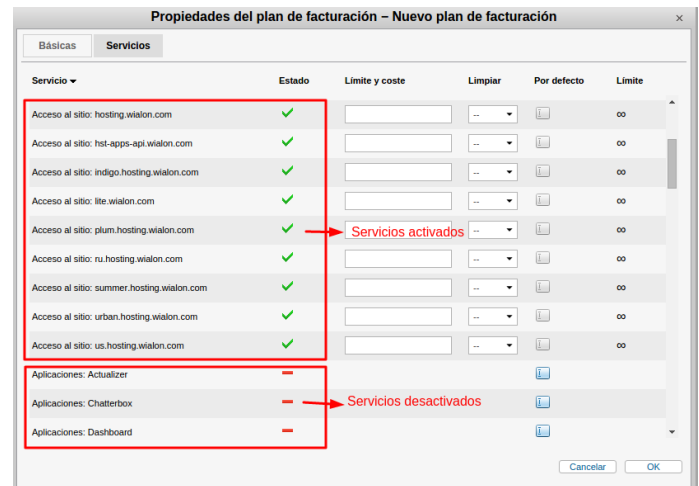 Propiedades del plan de facturación – Nuevo plan de facturación
Básicas Servicios
Servicio Estado Límite y coste Limpiar Por defecto Límite
Acceso al sitio: hosting.wialon.com -- ∞
Acceso al sitio: hst-apps-api.wialon.com -- ∞
Acceso al sitio: indigo.hosting.wialon.com -- ∞
Acceso al sitio: lite.wialon.com -- ∞
Acceso al sitio: plum.hosting.wialon.com Servicios activados -- ∞
Acceso al sitio: ru.hosting.wialon.com -- ∞
Acceso al sitio: summer.hosting.wialon.com -- ∞
Acceso al sitio: urban.hosting.wialon.com -- ∞
Acceso al sitio: us.hosting.wialon.com -- ∞
Aplicaciones: Actualizer
Aplicaciones: Chatterbox Servicios desactivados
Aplicaciones: Dashboard
Cancelar OK